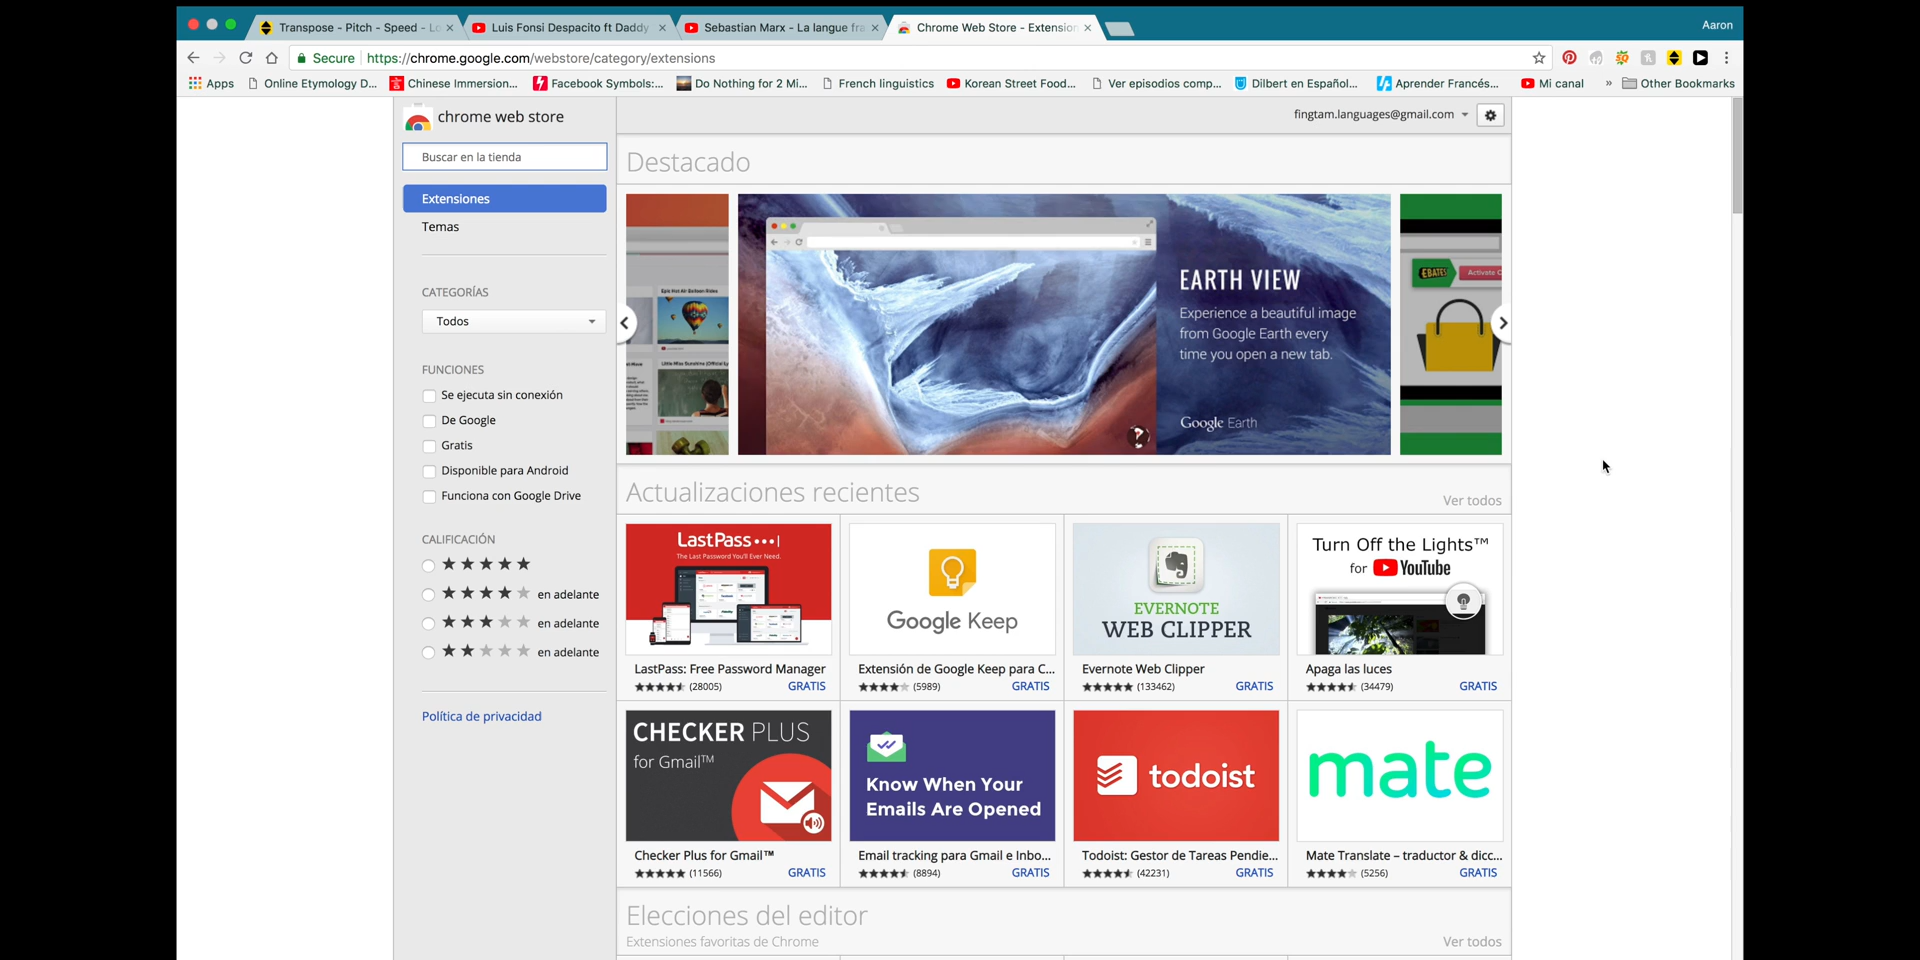 Transpose - Pitch - Speed - Lo
Luis Fonsi Despacito ft Daddy
Sebastian Marx - La langue fra
Chrome Web Store - Extension
Aaron
Secure
https://chrome.google.com/webstore/category/extensions
Apps
Online Etymology D...
Chinese Immersion...
Facebook Symbols:...
Do Nothing for 2 Mi...
French linguistics
Korean Street Food...
Ver episodios comp...
Dilbert en Español...
Aprender Francés...
Mi canal
»
Other Bookmarks
chrome web store
fingtam.languages@gmail.com
Buscar en la tienda
Extensiones
Temas
CATEGORÍAS
Todos
FUNCIONES
Se ejecuta sin conexión
De Google
Gratis
Disponible para Android
Funciona con Google Drive
CALIFICACIÓN
en adelante
en adelante
en adelante
Política de privacidad
Destacado
EARTH VIEW
Experience a beautiful image
from Google Earth every
time you open a new tab.
Google Earth
EBATES
Activate C
Actualizaciones recientes
Ver todos
LastPass •••|
The Last Password You'll Ever Need.
LastPass: Free Password Manager
(28005)
GRATIS
Google Keep
Extensión de Google Keep para C...
(5989)
GRATIS
EVERNOTE
WEB CLIPPER
Evernote Web Clipper
(133462)
GRATIS
Turn Off the Lights™
for YouTube
Apaga las luces
(34479)
GRATIS
CHECKER PLUS
for Gmail™
Checker Plus for Gmail™
(11566)
GRATIS
Know When Your
Emails Are Opened
Email tracking para Gmail e Inbo...
(8894)
GRATIS
todoist
Todoist: Gestor de Tareas Pendie...
(42231)
GRATIS
mate
Mate Translate – traductor & dicc...
(5256)
GRATIS
Elecciones del editor
Extensiones favoritas de Chrome
Ver todos